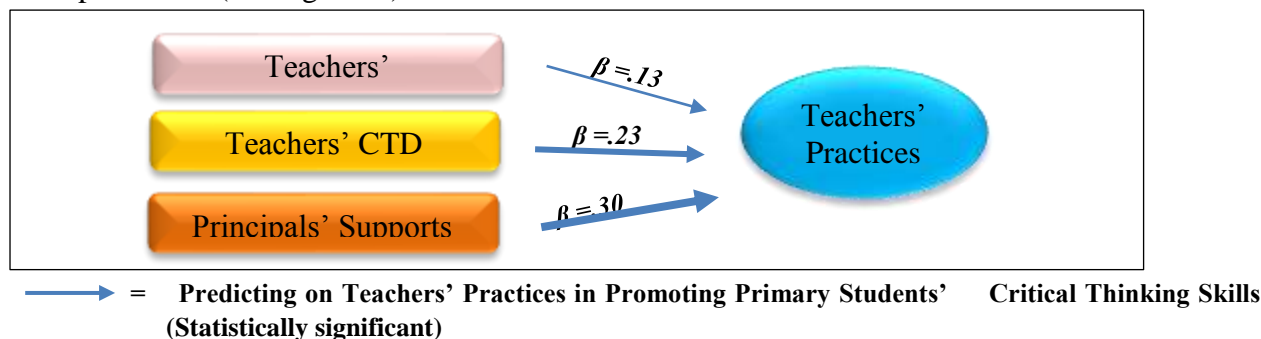 Teachers'
β =.13
Teachers' CTD
β =.23
Teachers'
Practices
Principals' Supports
β =.30
= Predicting on Teachers' Practices in Promoting Primary Students' Critical Thinking Skills
(Statistically significant)